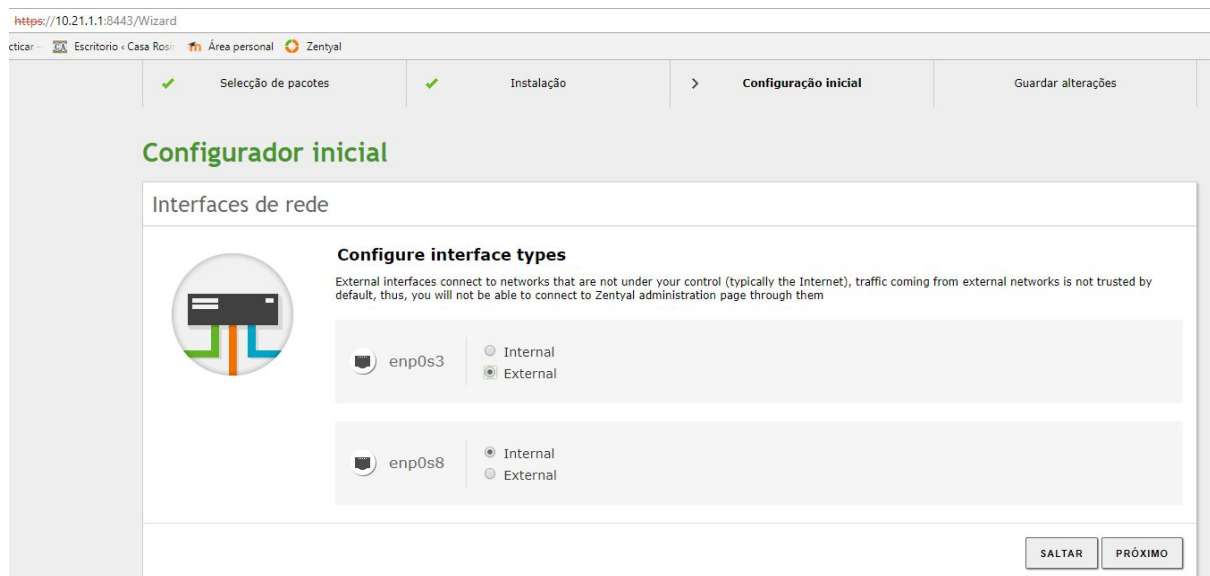 https://10.21.1.1:8443/Wizard
cticar Escritorio ‹ Casa Rosi Área personal Zentyal
Selecção de pacotes Instalação Configuração inicial Guardar alterações
Configurador inicial
Interfaces de rede
Configure interface types
External interfaces connect to networks that are not under your control (typically the Internet), traffic coming from external networks is not trusted by
default, thus, you will not be able to connect to Zentyal administration page through them
enp0s3
Internal
External
enp0s8
Internal
External
SALTAR PRÓXIMO